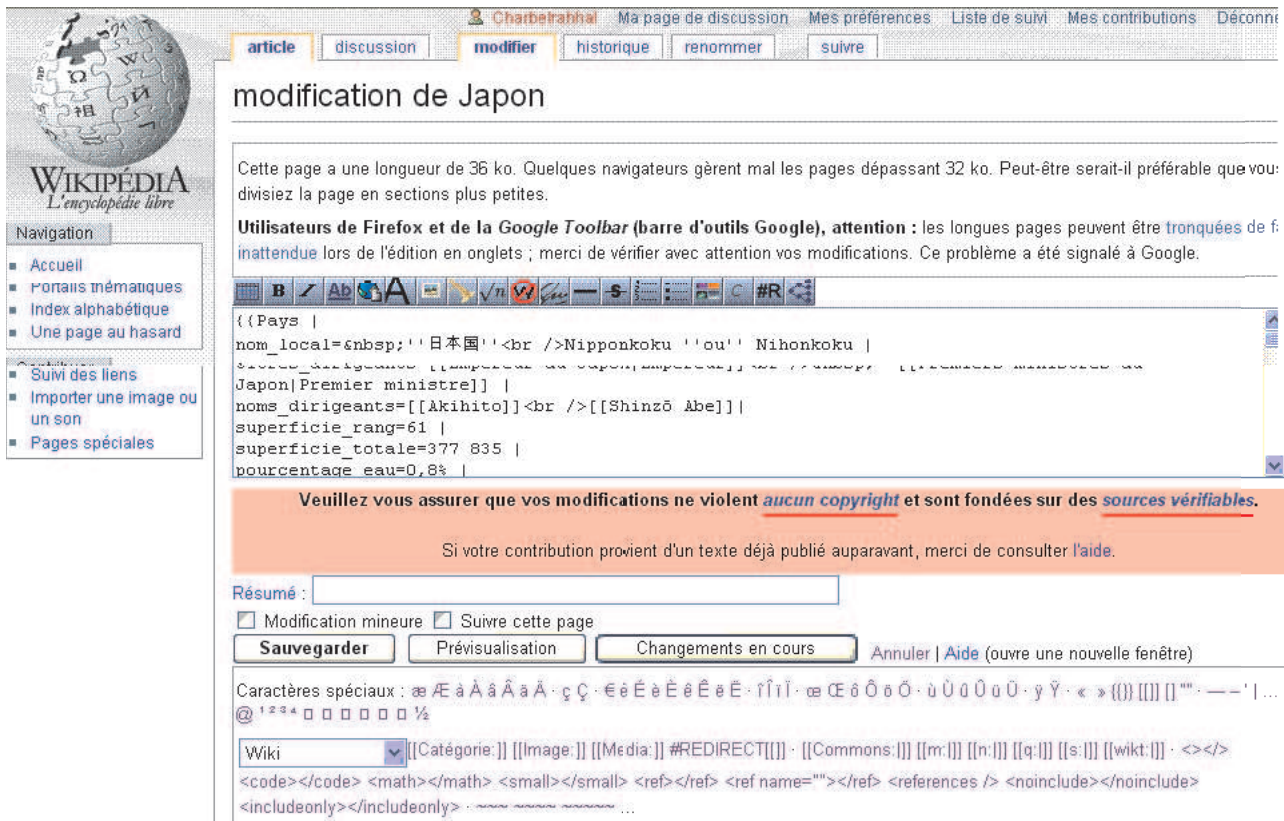 Charbelrahhal Ma page de discussion Mes préférences Liste de suivi Mes contributions Déconne
article discussion modifier historique renommer suivre
modification de Japon
WIKIPÉDIA
L'encyclopédie libre
Navigation
Accueil
Portails thématiques
Index alphabétique
Une page au hasard
Suivi des liens
Importer une image ou
un son
Pages spéciales
Cette page a une longueur de 36 ko. Quelques navigateurs gèrent mal les pages dépassant 32 ko. Peut-être serait-il préférable que vous
divisiez la page en sections plus petites.
Utilisateurs de Firefox et de la Google Toolbar (barre d'outils Google), attention : les longues pages peuvent être tronquées de fa
inattendue lors de l'édition en onglets ; merci de vérifier avec attention vos modifications. Ce problème a été signalé à Google.
B I Ab A √n W — S C #R
{{Pays |
nom_local=&nbsp;''日本国''<br />Nipponkoku ''ou'' Nihonkoku |
Japon|Premier ministre]] |
noms_dirigeants=[[Akihito]]<br />[[Shinzō Abe]]|
superficie_rang=61 |
superficie_totale=377 835 |
pourcentage_eau=0,8% |
Veuillez vous assurer que vos modifications ne violent aucun copyright et sont fondées sur des sources vérifiables.
Si votre contribution provient d'un texte déjà publié auparavant, merci de consulter l'aide.
Résumé :
Modification mineure Suivre cette page
Sauvegarder Prévisualisation Changements en cours Annuler | Aide (ouvre une nouvelle fenêtre)
Caractères spéciaux : æ Æ à À â Â ä Ä · ç Ç · € é É è È ê Ê ë Ë · î Î ï Ï · œ Œ ô Ô ö Ö · ù Ù û Û ü Ü · ÿ Ÿ · « » {{}} [[]] [] "" · — – ' | ...
@ ¹ ² ³ ⁴ ½
Wiki [[Catégorie:]] [[Image:]] [[Media:]] #REDIRECT[[]] · [[Commons:|]] [[m:|]] [[n:|]] [[q:|]] [[s:|]] [[wikt:|]] · <></>
<code></code> <math></math> <small></small> <ref></ref> <ref name=""></ref> <references /> <noinclude></noinclude>
<includeonly></includeonly> · ~~~ ~~~~ ~~~~~ ...